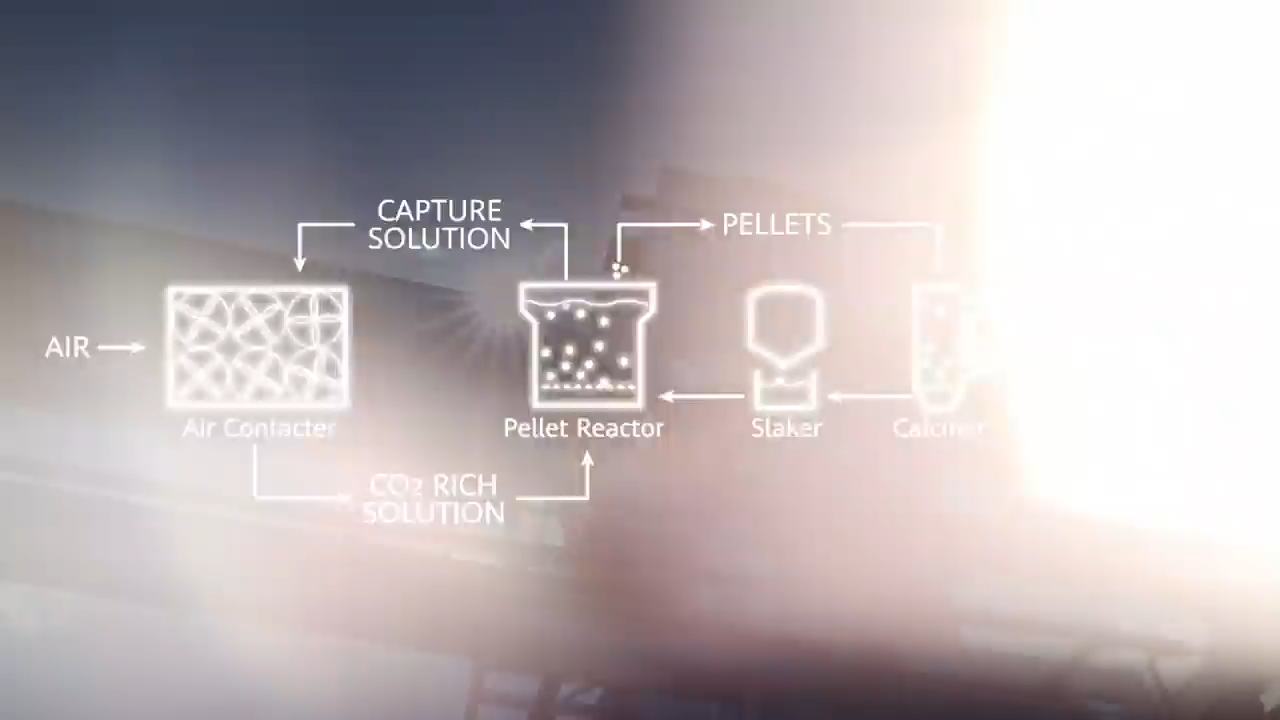 CAPTURE
SOLUTION
PELLETS
AIR
Air Contacter
Pellet Reactor
Slaker
CO2 RICH
SOLUTION